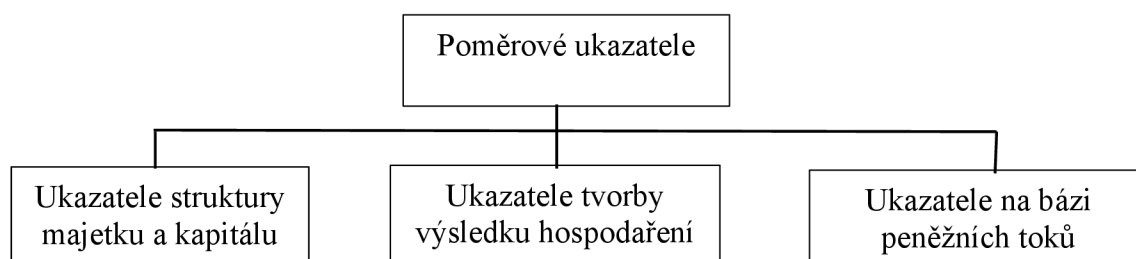 Poměrové ukazatele
Ukazatele struktury
majetku a kapitálu
Ukazatele tvorby
výsledku hospodaření
Ukazatele na bázi
peněžních toků